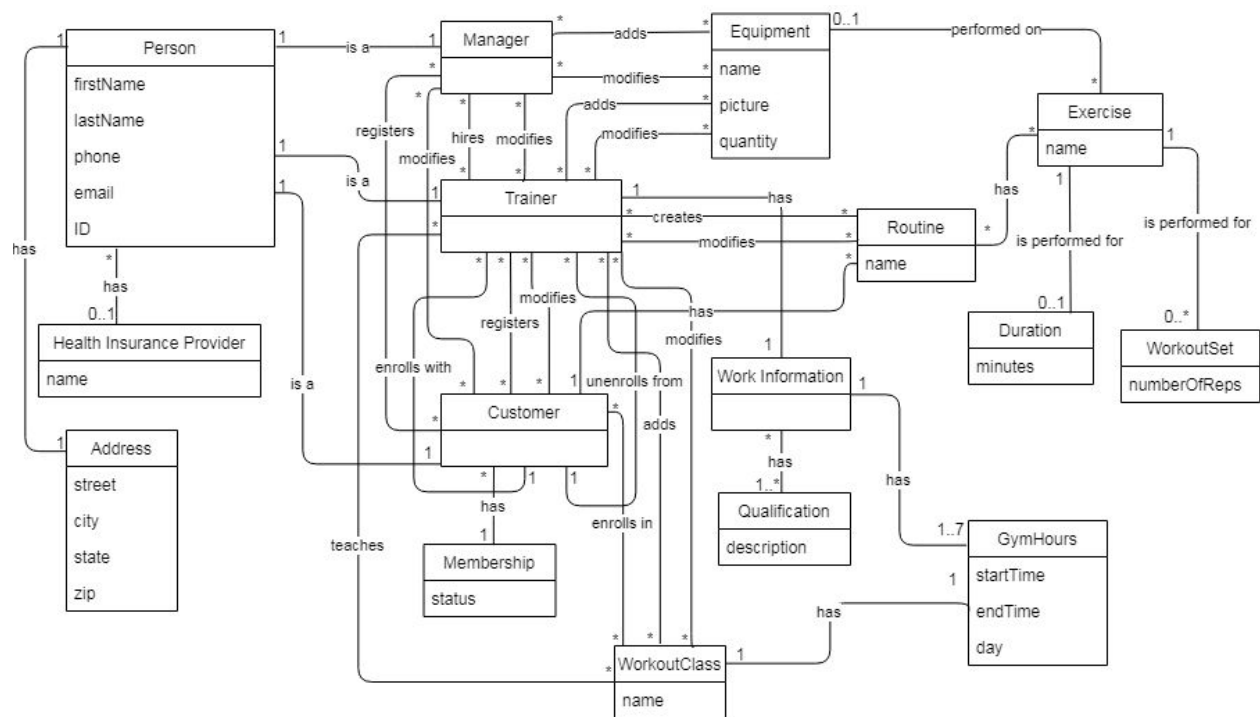 Person
firstName
lastName
phone
email
ID
1
1
1
1
is a
1
Manager
*
*
*
*
*
*
adds
*
modifies
*
Equipment
name
picture
quantity
0..1
performed on
*
*
*
adds
*
modifies
*
Exercise
name
*
1
1
registers
modifies
hires
modifies
*
*
1
is a
1
Trainer
*
*
1
has
creates
*
modifies
*
*
Routine
name
*
has
is performed for
is performed for
has
*
has
0..1
Health Insurance Provider
name
*
*
*
*
*
*
*
*
enrolls with
registers
modifies
has
unenrolls from
modifies
adds
1
Work Information
1
*
has
1..*
Qualification
description
0..1
Duration
minutes
0..*
WorkoutSet
numberOfReps
is a
*
*
*
1
Customer
*
*
1
*
1
1
has
1
Membership
status
1
Address
street
city
state
zip
teaches
enrolls in
has
1..7
GymHours
startTime
endTime
day
1
has
1
*
*
*
*
WorkoutClass
name